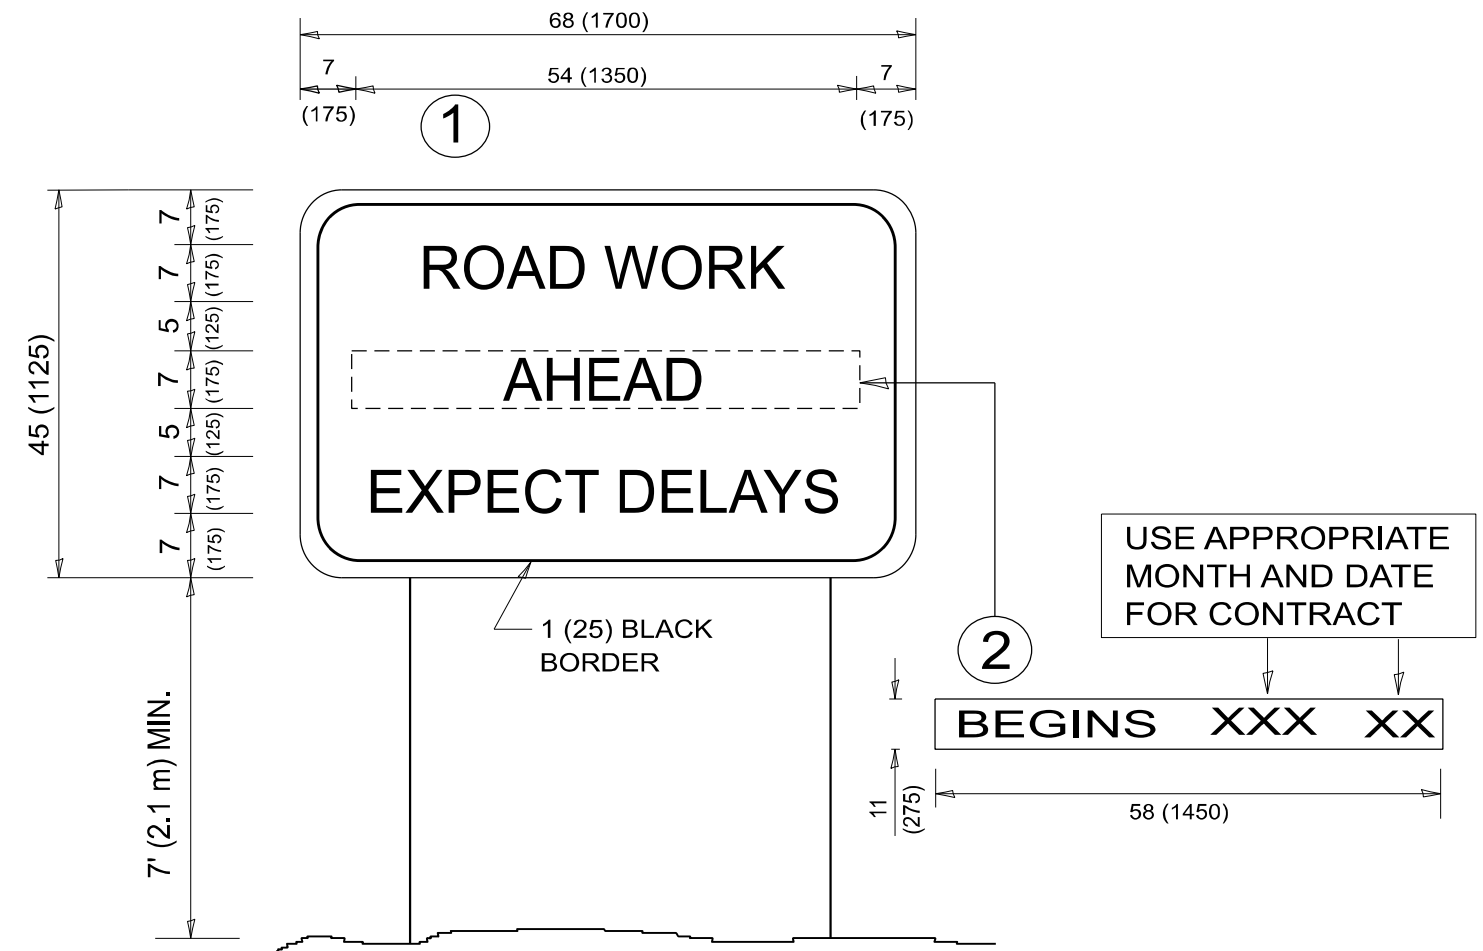 68 (1700)
7
54 (1350)
7
(175)
(175)
1
7
(175)
7
(175)
5
(125)
7
(175)
5
(125)
7
(175)
7
(175)
45 (1125)
ROAD WORK
AHEAD
EXPECT DELAYS
1 (25) BLACK
BORDER
7' (2.1 m) MIN.
USE APPROPRIATE
MONTH AND DATE
FOR CONTRACT
2
BEGINS XXX XX
11
(275)
58 (1450)